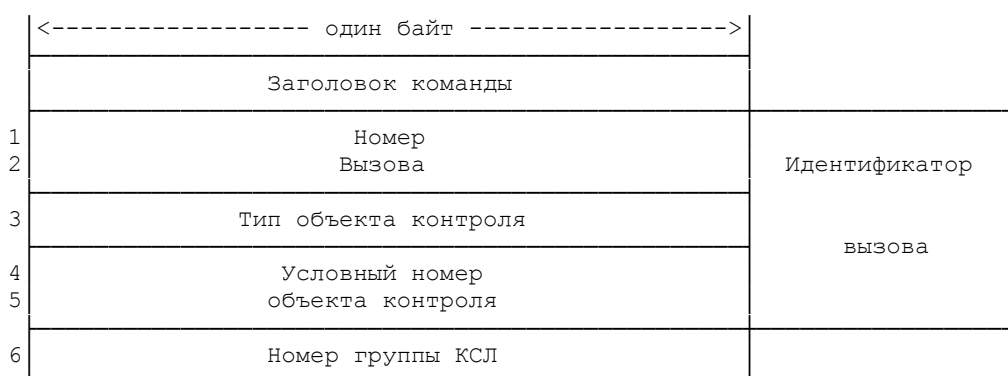 <------------------ один байт ------------------>
Заголовок команды
1 Номер
2 Вызова Идентификатор
3 Тип объекта контроля
вызова
4 Условный номер
5 объекта контроля
6 Номер группы КСЛ